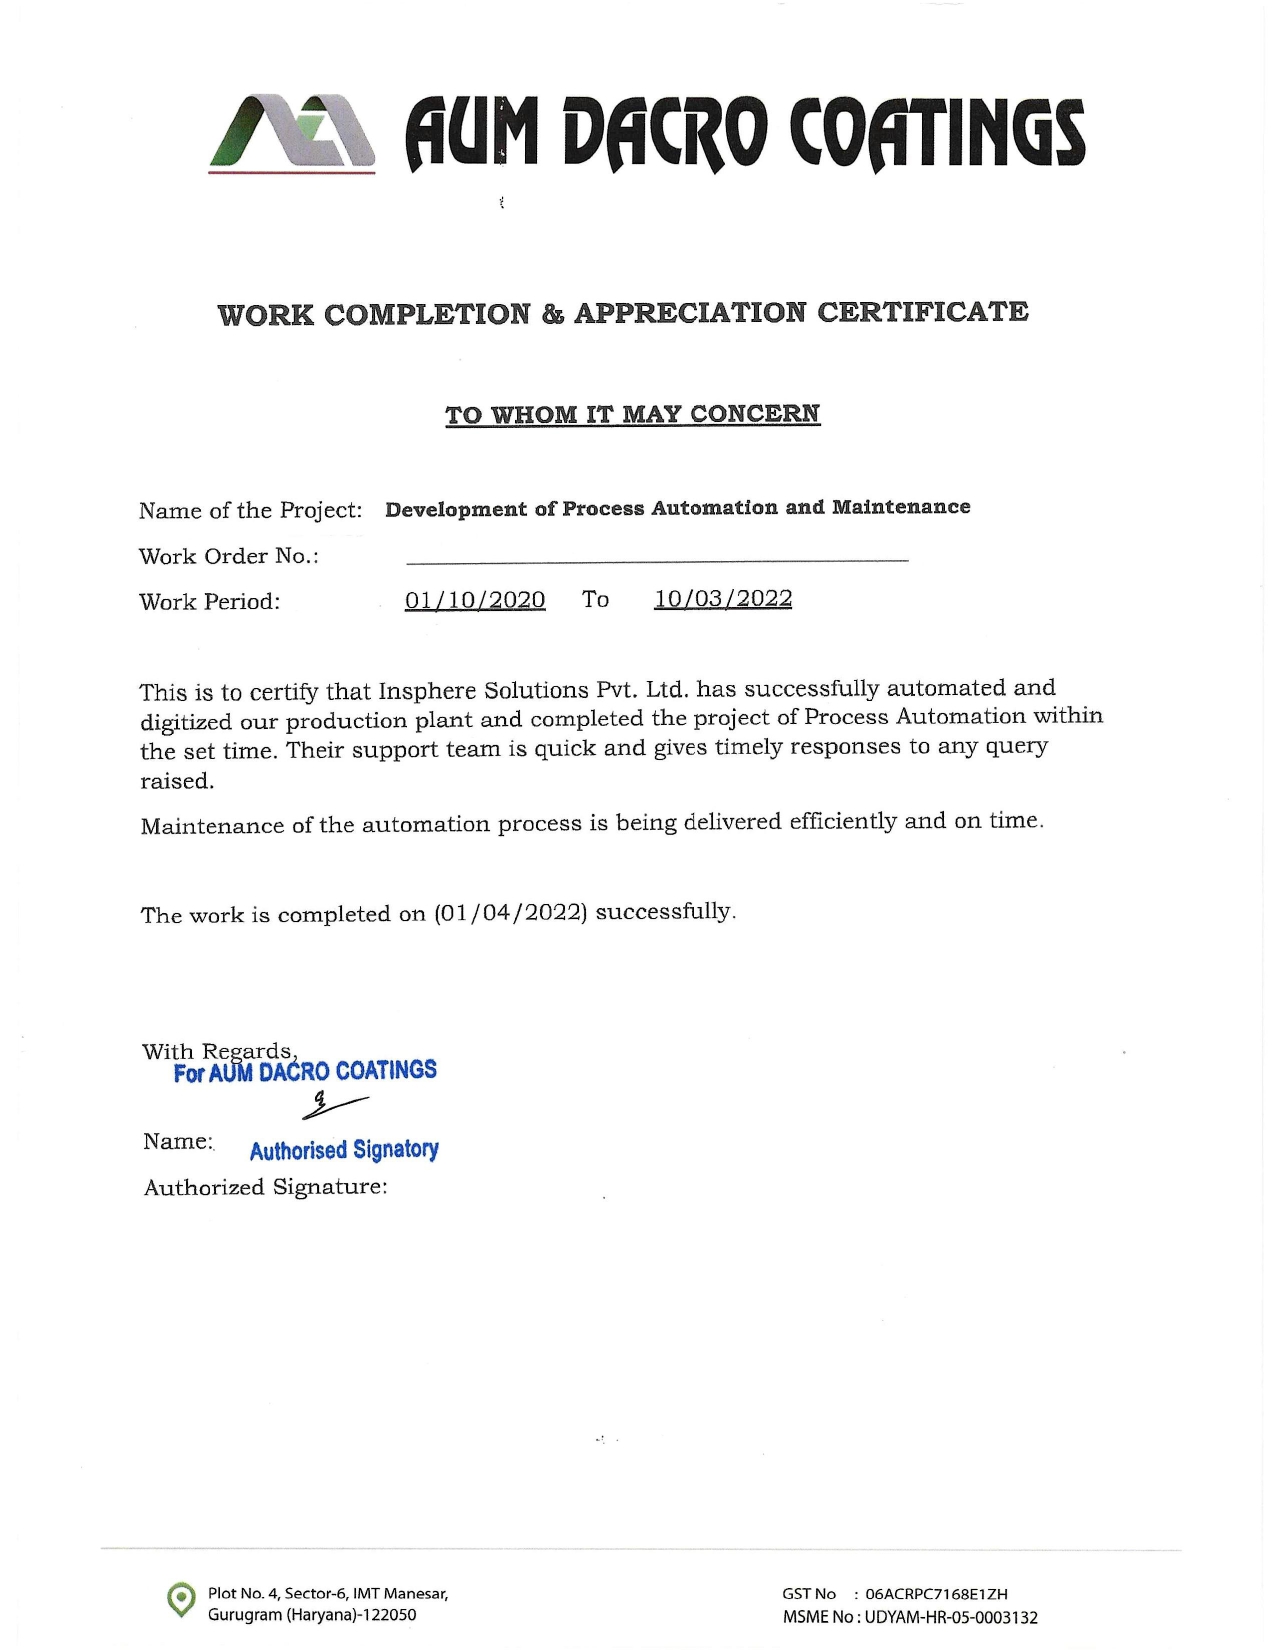 AUM DACRO COATINGS
WORK COMPLETION & APPRECIATION CERTIFICATE
TO WHOM IT MAY CONCERN
Name of the Project: Development of Process Automation and Maintenance
Work Order No.:
Work Period: 01/10/2020 To 10/03/2022
This is to certify that Insphere Solutions Pvt. Ltd. has successfully automated and
digitized our production plant and completed the project of Process Automation within
the set time. Their support team is quick and gives timely responses to any query
raised.
Maintenance of the automation process is being delivered efficiently and on time.
The work is completed on (01/04/2022) successfully.
With Regards,
For AUM DACRO COATINGS
Name:
Authorised Signatory
Authorized Signature:
Plot No. 4, Sector-6, IMT Manesar,
Gurugram (Haryana)-122050
GST No : 06ACRPC7168E1ZH
MSME No : UDYAM-HR-05-0003132